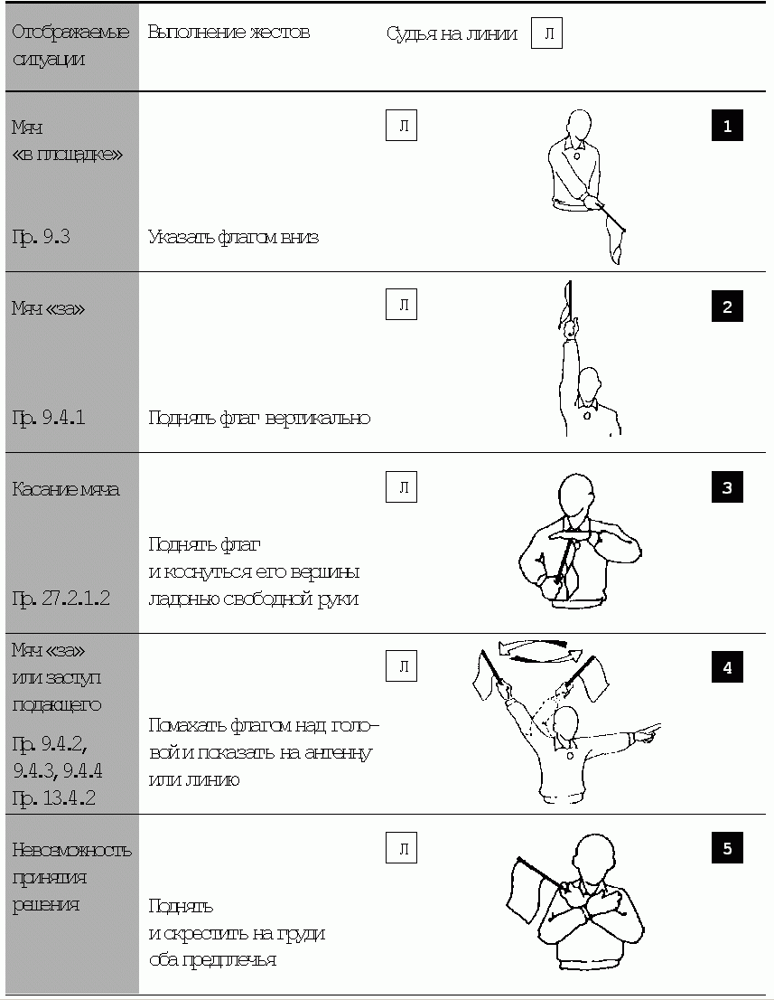 Отображаемые ситуации
Выполнение жестов
Судья на линии Л
Мяч
«в площадке»
Пр. 9.3
Указать флагом вниз
Л
1
Мяч «за»
Пр. 9.4.1
Поднять флаг вертикально
Л
2
Касание мяча
Пр. 27.2.1.2
Поднять флаг
и коснуться его вершины
ладонью свободной руки
Л
3
Мяч «за»
или заступ
подающего
Пр. 9.4.2,
9.4.3, 9.4.4
Пр. 13.4.2
Помахать флагом над голо-
вой и показать на антенну
или линию
Л
4
Невозможность
принятия
решения
Поднять
и скрестить на груди
оба предплечья
Л
5